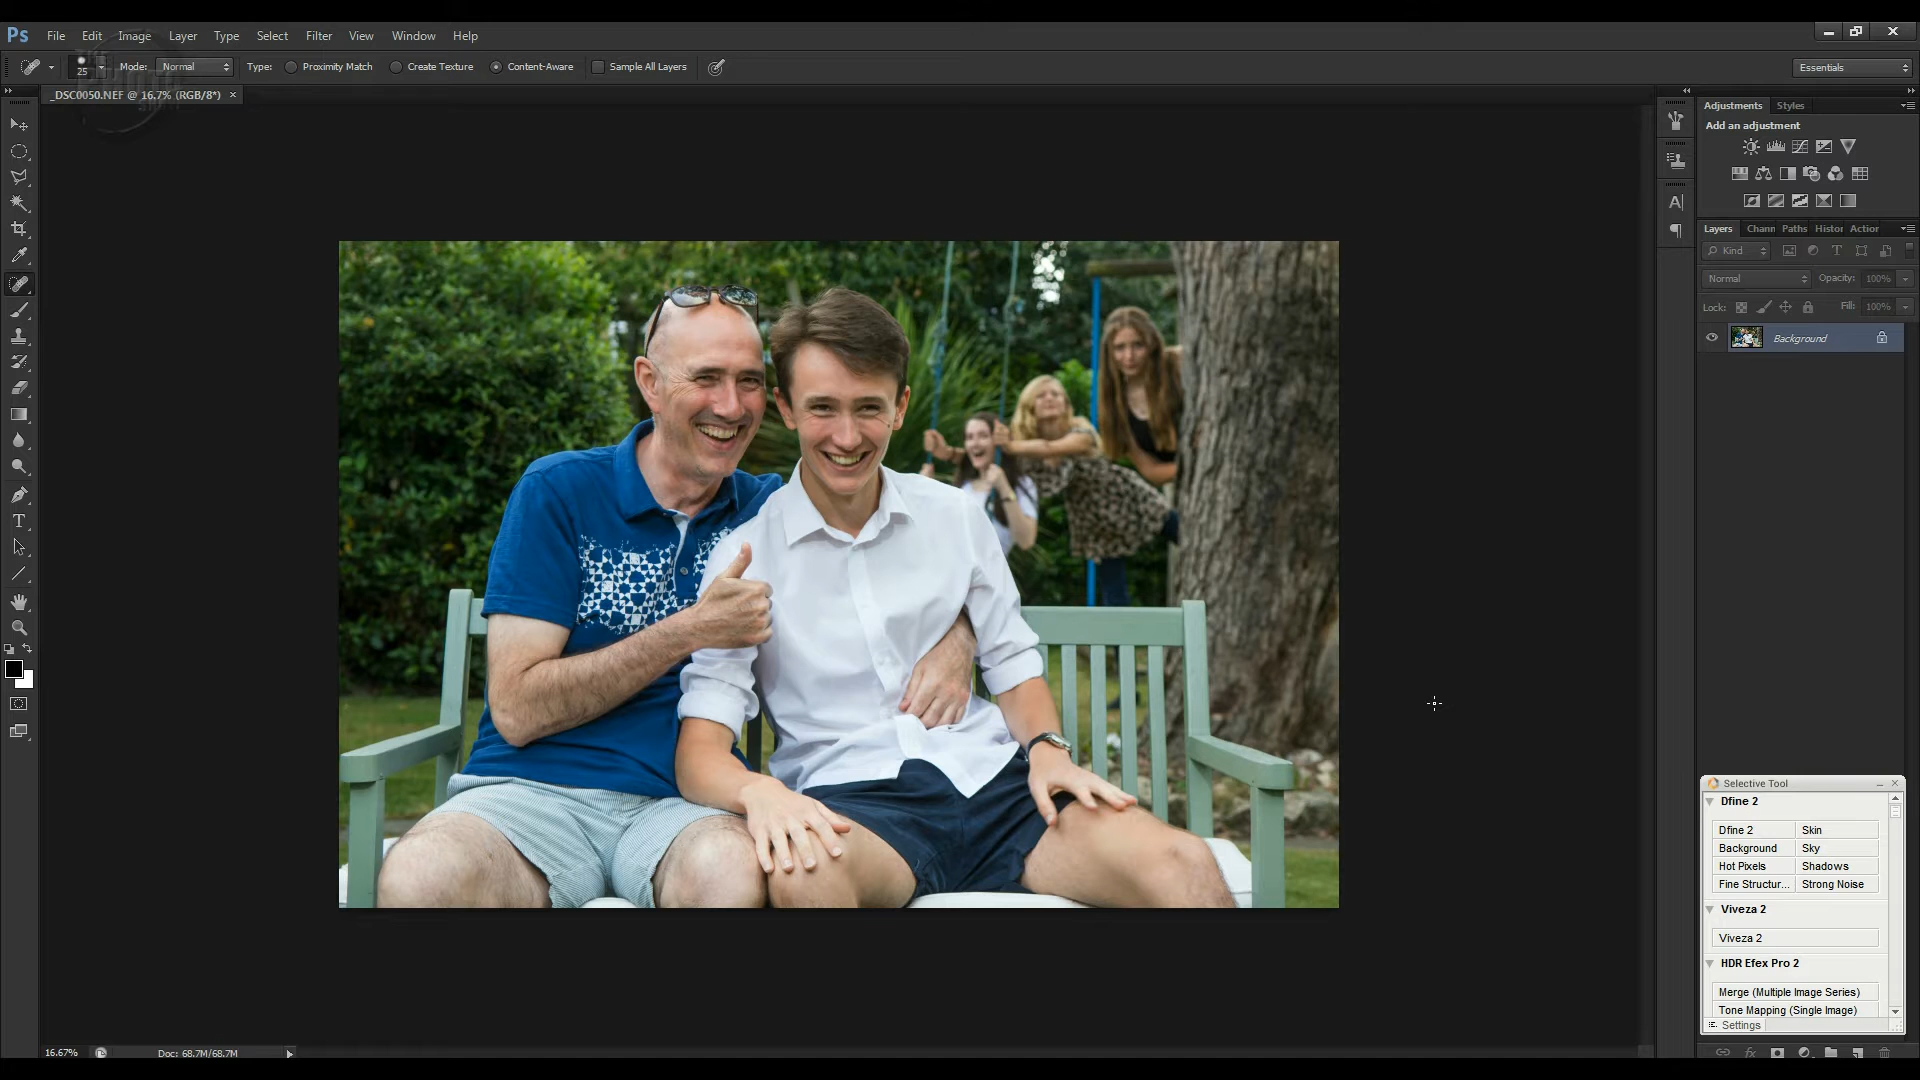 Ps File Edit Image Layer Type Select Filter View Window Help
25 Mode: Normal Type: Proximity Match Create Texture Content-Aware Sample All Layers Essentials
_DSC0050.NEF @ 16.7% (RGB/8*) ×
Adjustments Styles
Add an adjustment
Layers Chann Paths Histor Action
Kind
Normal Opacity: 100%
Lock: Fill: 100%
Background
Selective Tool
Dfine 2
Dfine 2 Skin
Background Sky
Hot Pixels Shadows
Fine Structur... Strong Noise
Viveza 2
Viveza 2
HDR Efex Pro 2
Merge (Multiple Image Series)
Tone Mapping (Single Image)
Settings
16.67% Doc: 68.7M/68.7M